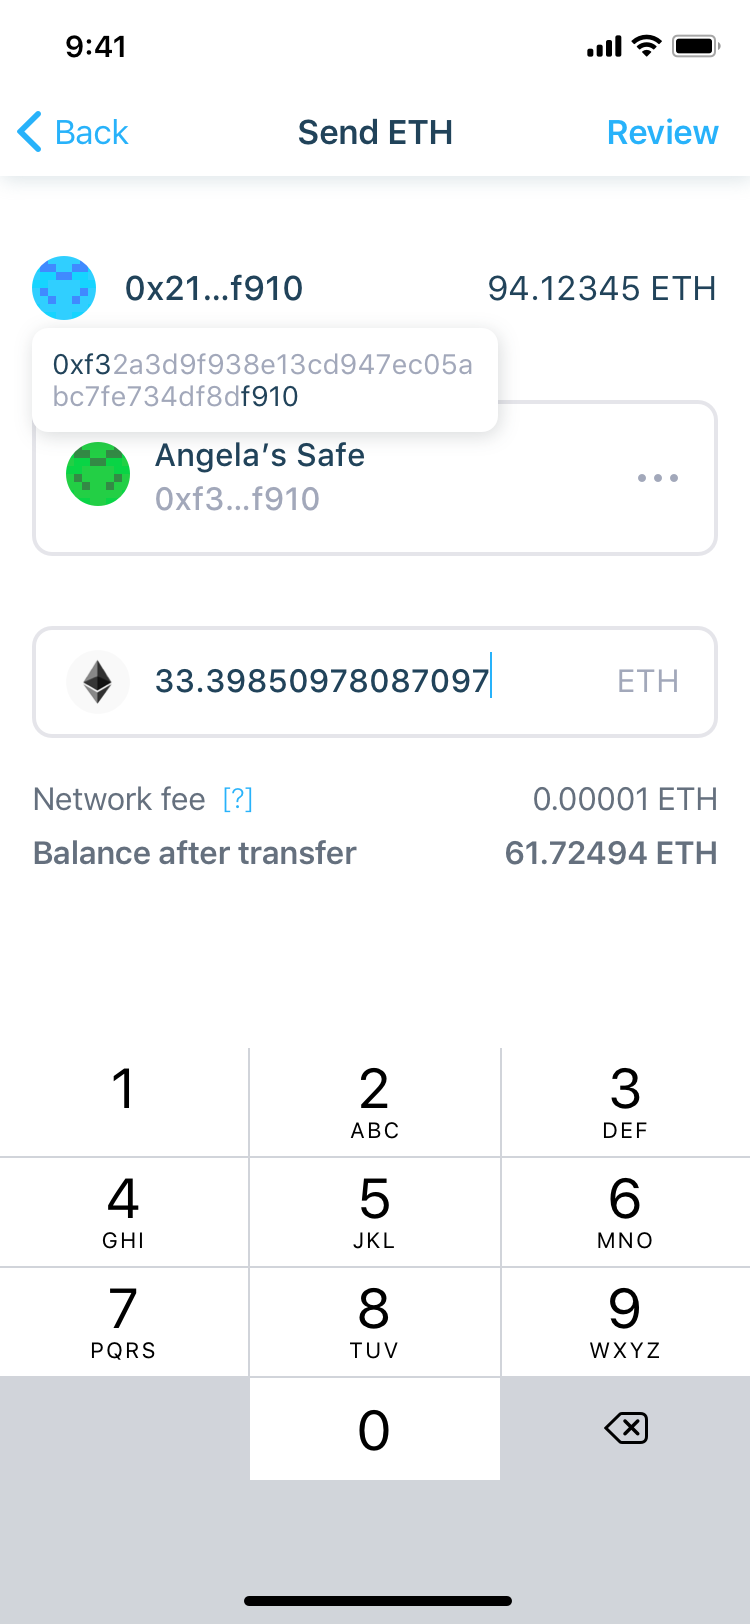 9:41
Back Send ETH Review
0x21...f910 94.12345 ETH
0xf32a3d9f938e13cd947ec05a
bc7fe734df8df910
Angela’s Safe
0xf3...f910
33.39850978087097 ETH
Network fee [?] 0.00001 ETH
Balance after transfer 61.72494 ETH
1 2 3
ABC DEF
4 5 6
GHI JKL MNO
7 8 9
PQRS TUV WXYZ
0